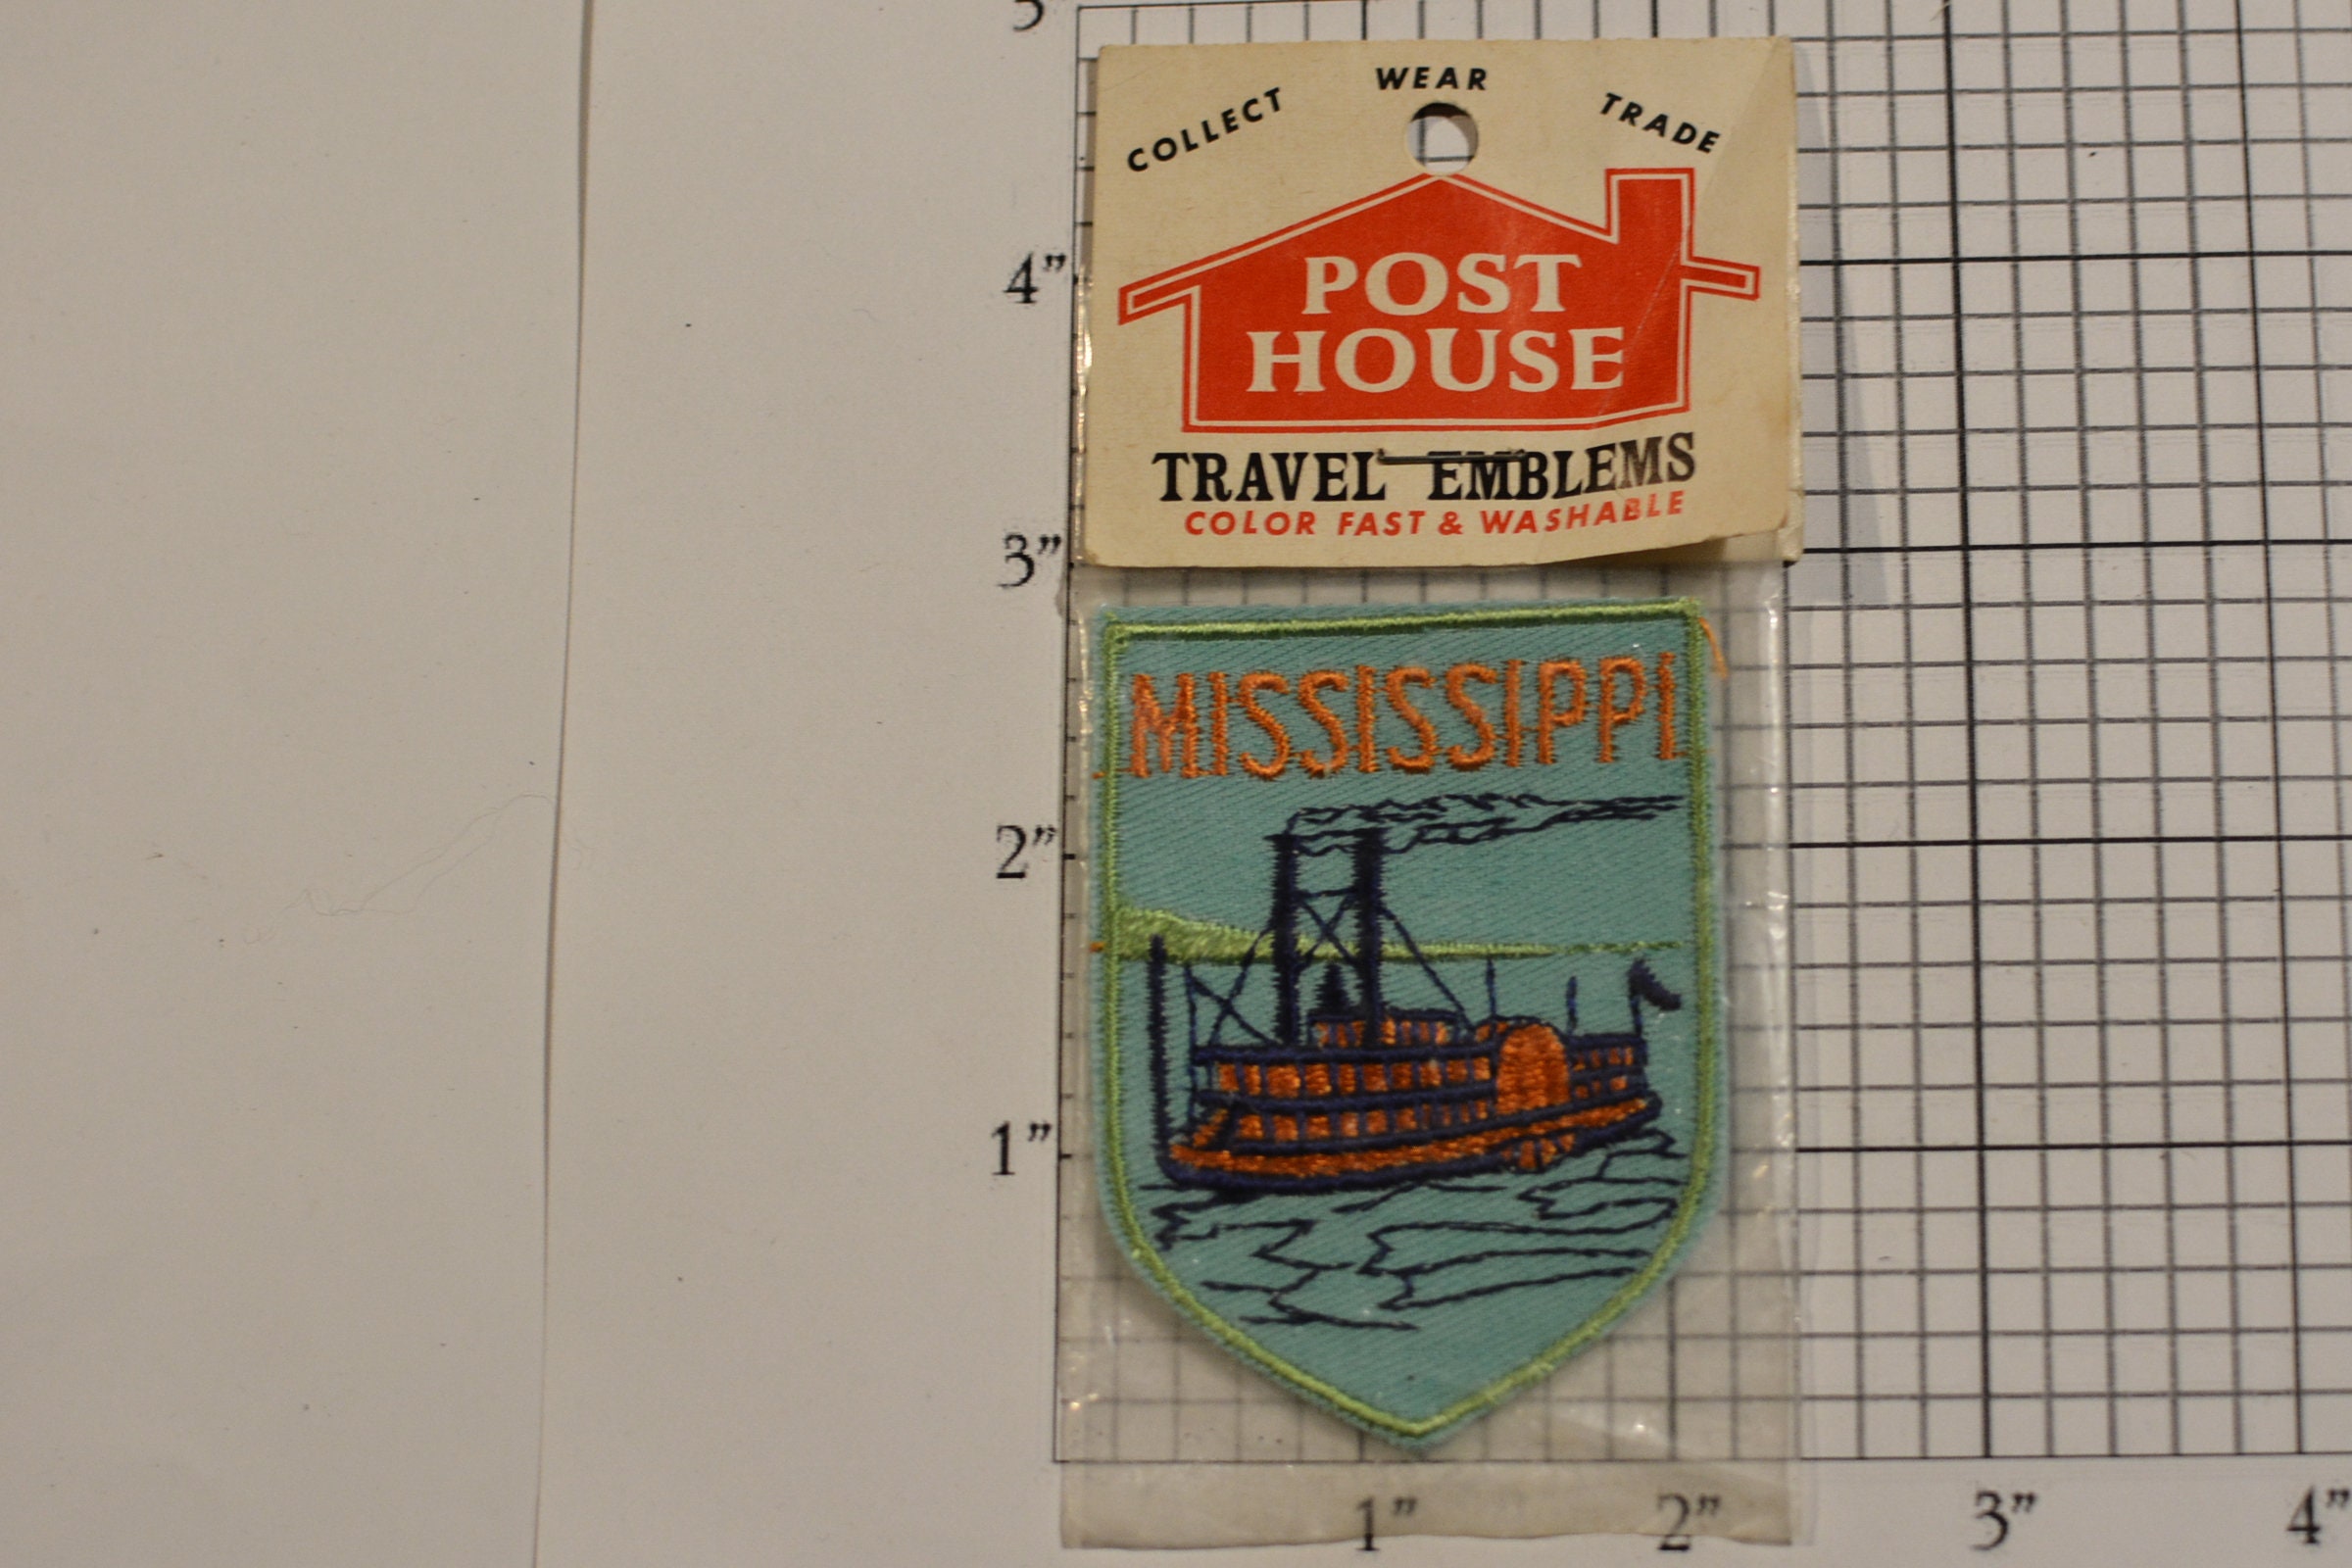 5"
COLLECT WEAR TRADE
POST
HOUSE
TRAVEL EMBLEMS
COLOR FAST & WASHABLE
4"
3"
MISSISSIPPI
2"
1"
1" 2" 3" 4"